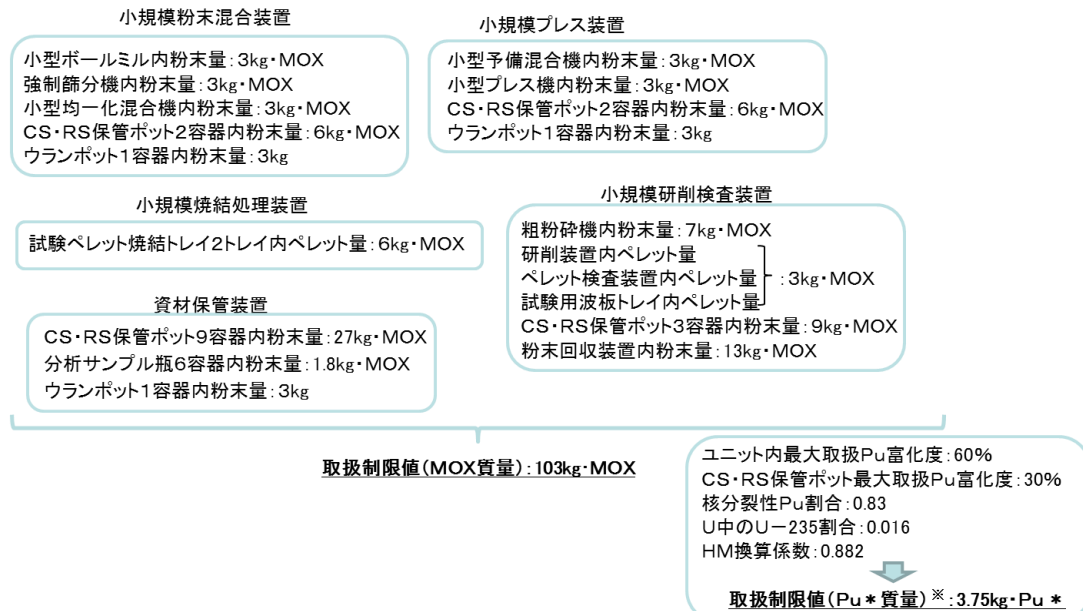 小規模粉末混合装置
小型ボールミル内粉末量:3kg・MOX
強制篩分機内粉末量:3kg・MOX
小型均一化混合機内粉末量:3kg・MOX
CS・RS保管ポット2容器内粉末量:6kg・MOX
ウランポット1容器内粉末量:3kg
小規模プレス装置
小型予備混合機内粉末量:3kg・MOX
小型プレス機内粉末量:3kg・MOX
CS・RS保管ポット2容器内粉末量:6kg・MOX
ウランポット1容器内粉末量:3kg
小規模焼結処理装置
試験ペレット焼結トレイ2トレイ内ペレット量:6kg・MOX
小規模研削検査装置
粗粉砕機内粉末量:7kg・MOX
研削装置内ペレット量
ペレット検査装置内ペレット量 :3kg・MOX
試験用波板トレイ内ペレット量
CS・RS保管ポット3容器内粉末量:9kg・MOX
粉末回収装置内粉末量:13kg・MOX
資材保管装置
CS・RS保管ポット9容器内粉末量:27kg・MOX
分析サンプル瓶6容器内粉末量:1.8kg・MOX
ウランポット1容器内粉末量:3kg
取扱制限値(MOX質量):103kg・MOX
ユニット内最大取扱Pu富化度:60%
CS・RS保管ポット最大取扱Pu富化度:30%
核分裂性Pu割合:0.83
U中のU-235割合:0.016
HM換算係数:0.882
取扱制限値(Pu*質量)※:3.75kg・Pu*